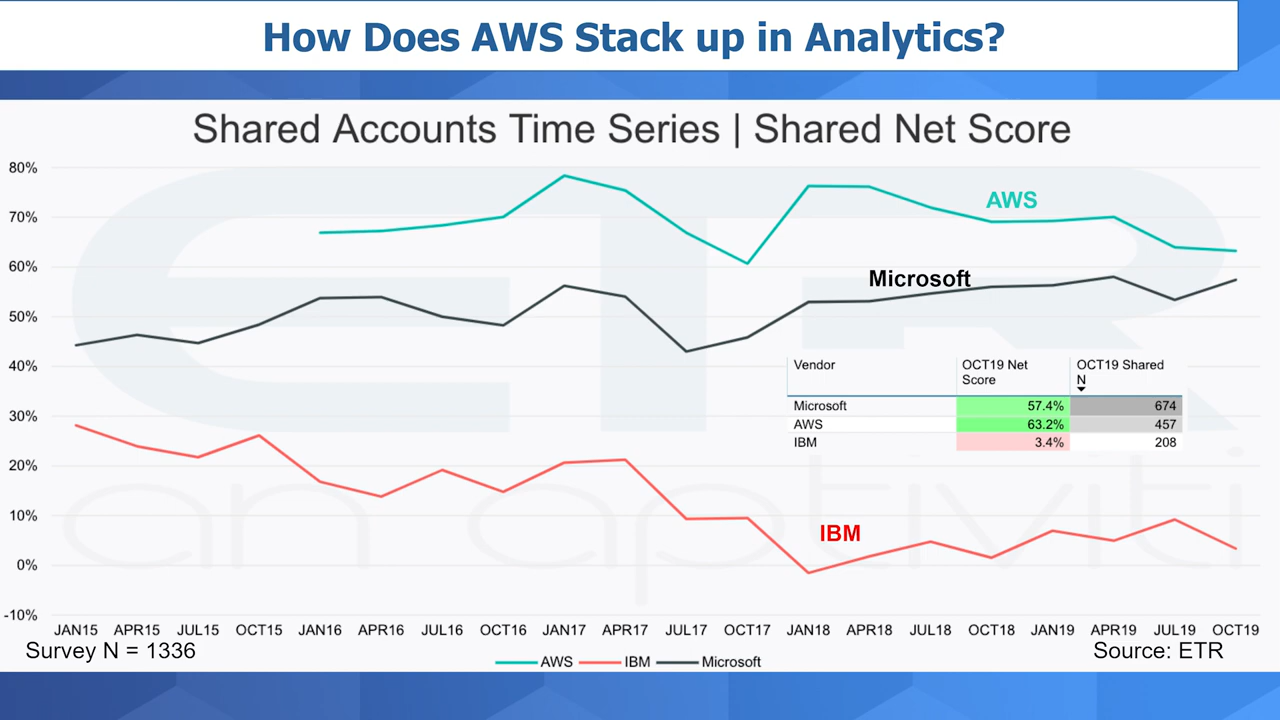 How Does AWS Stack up in Analytics?
Shared Accounts Time Series | Shared Net Score
80%
70%
60%
50%
40%
30%
20%
10%
0%
-10%
AWS
Microsoft
IBM
Vendor OCT19 Net Score OCT19 Shared N
Microsoft 57.4% 674
AWS 63.2% 457
IBM 3.4% 208
ETR
an aptiviti
JAN15 APR15 JUL15 OCT15 JAN16 APR16 JUL16 OCT16 JAN17 APR17 JUL17 OCT17 JAN18 APR18 JUL18 OCT18 JAN19 APR19 JUL19 OCT19
Survey N = 1336
Source: ETR
AWS IBM Microsoft